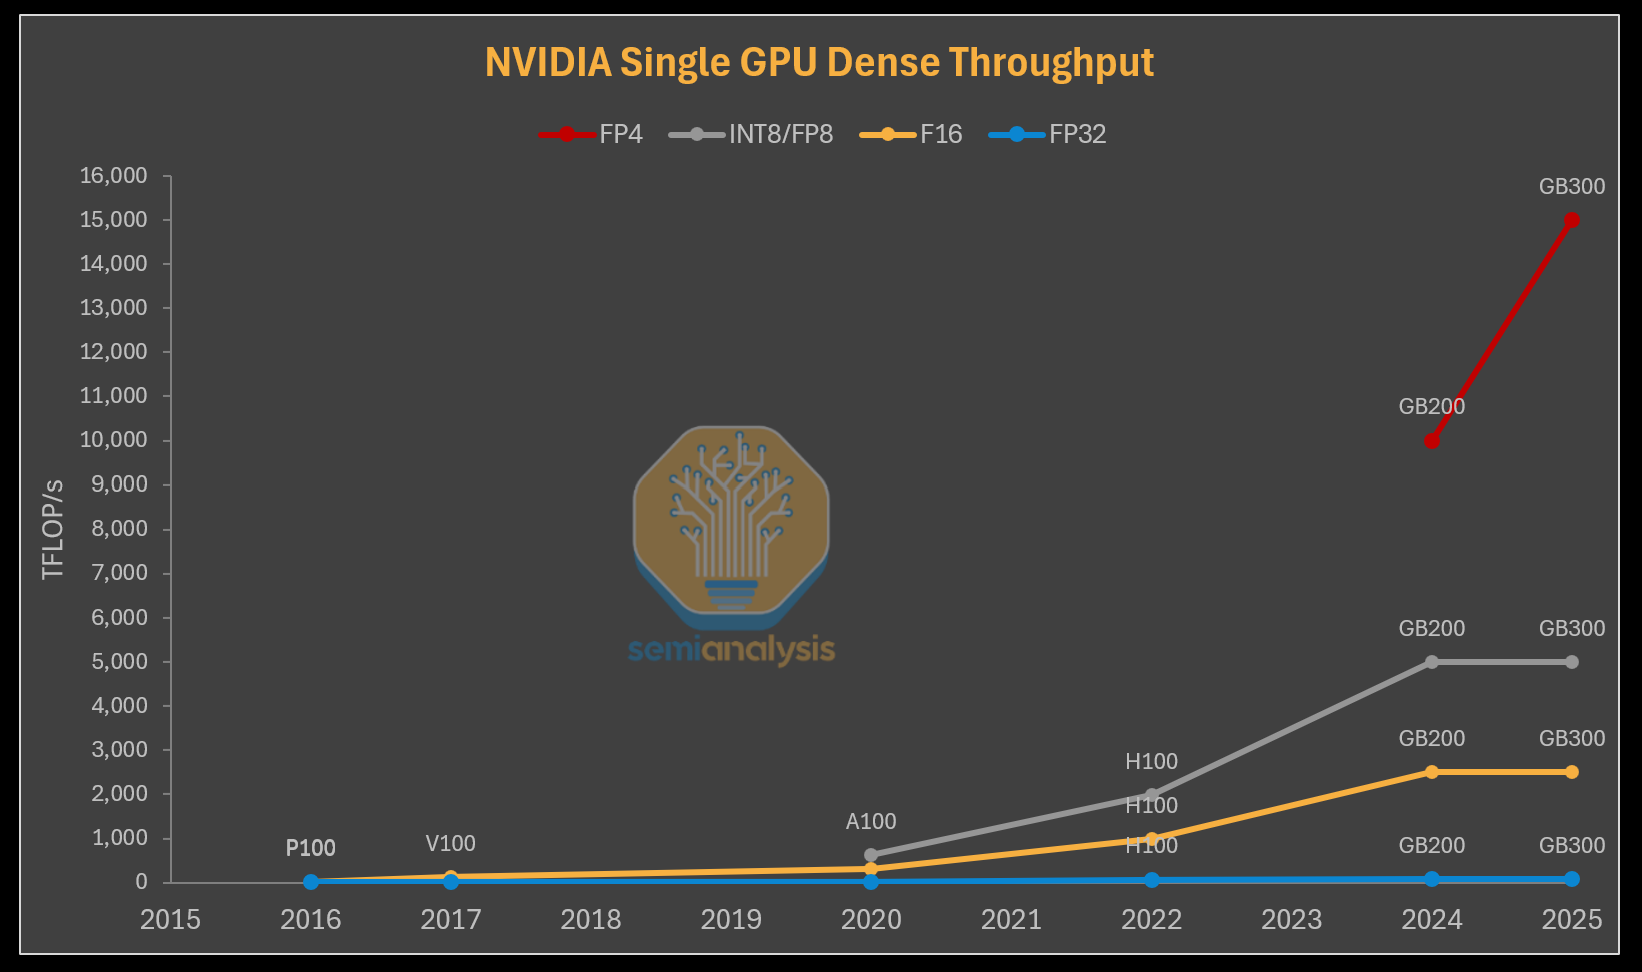 NVIDIA Single GPU Dense Throughput
FP4 INT8/FP8 F16 FP32
16,000
GB300
15,000
14,000
13,000
12,000
11,000
GB200
10,000
9,000
TFLOP/s
8,000
7,000
6,000
semianalysis
GB200 GB300
5,000
4,000
3,000
GB200 GB300
H100
2,000
H100
A100
1,000
P100 V100 H100 GB200 GB300
0
2015 2016 2017 2018 2019 2020 2021 2022 2023 2024 2025